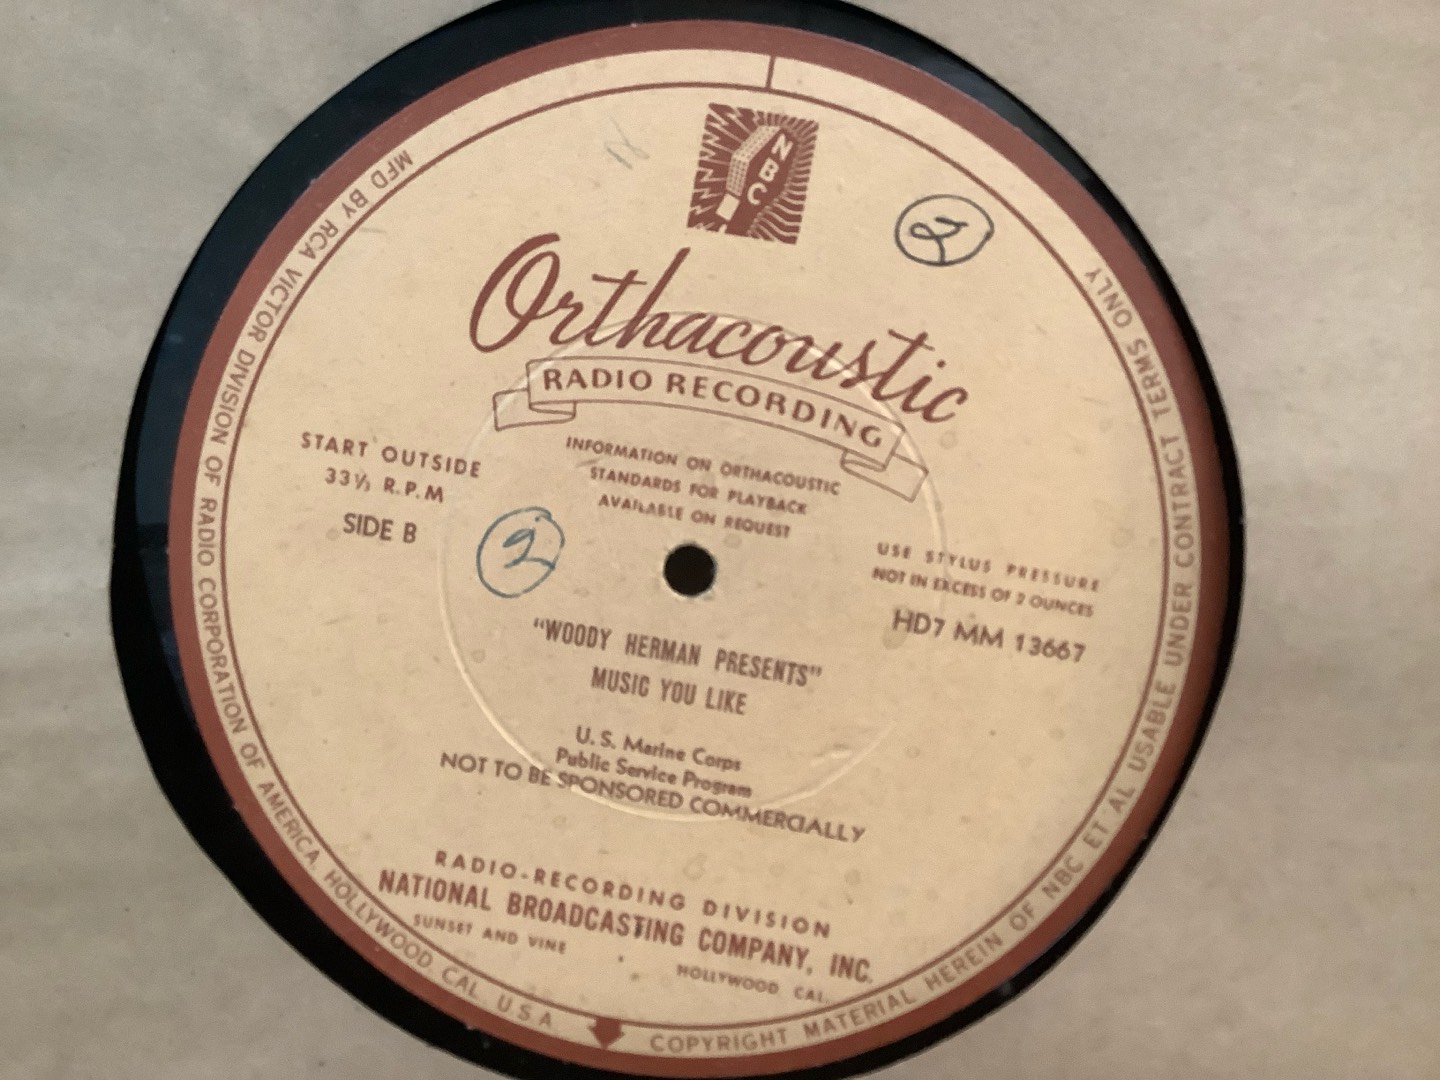 NBC
2
Orthacoustic
RADIO RECORDING
INFORMATION ON ORTHACOUSTIC
STANDARDS FOR PLAYBACK
AVAILABLE ON REQUEST
START OUTSIDE
33⅓ R.P.M
SIDE B
2
USE STYLUS PRESSURE
NOT IN EXCESS OF 2 OUNCES
HD7 MM 13667
"WOODY HERMAN PRESENTS"
MUSIC YOU LIKE
U. S. Marine Corps
Public Service Program
NOT TO BE SPONSORED COMMERCIALLY
RADIO-RECORDING DIVISION
NATIONAL BROADCASTING COMPANY, INC.
SUNSET AND VINE
HOLLYWOOD, CAL.
MFD BY RCA VICTOR DIVISION OF RADIO CORPORATION OF AMERICA, HOLLYWOOD, CAL. U.S.A
COPYRIGHT MATERIAL HEREIN OF NBC ET AL USABLE UNDER CONTRACT TERMS ONLY